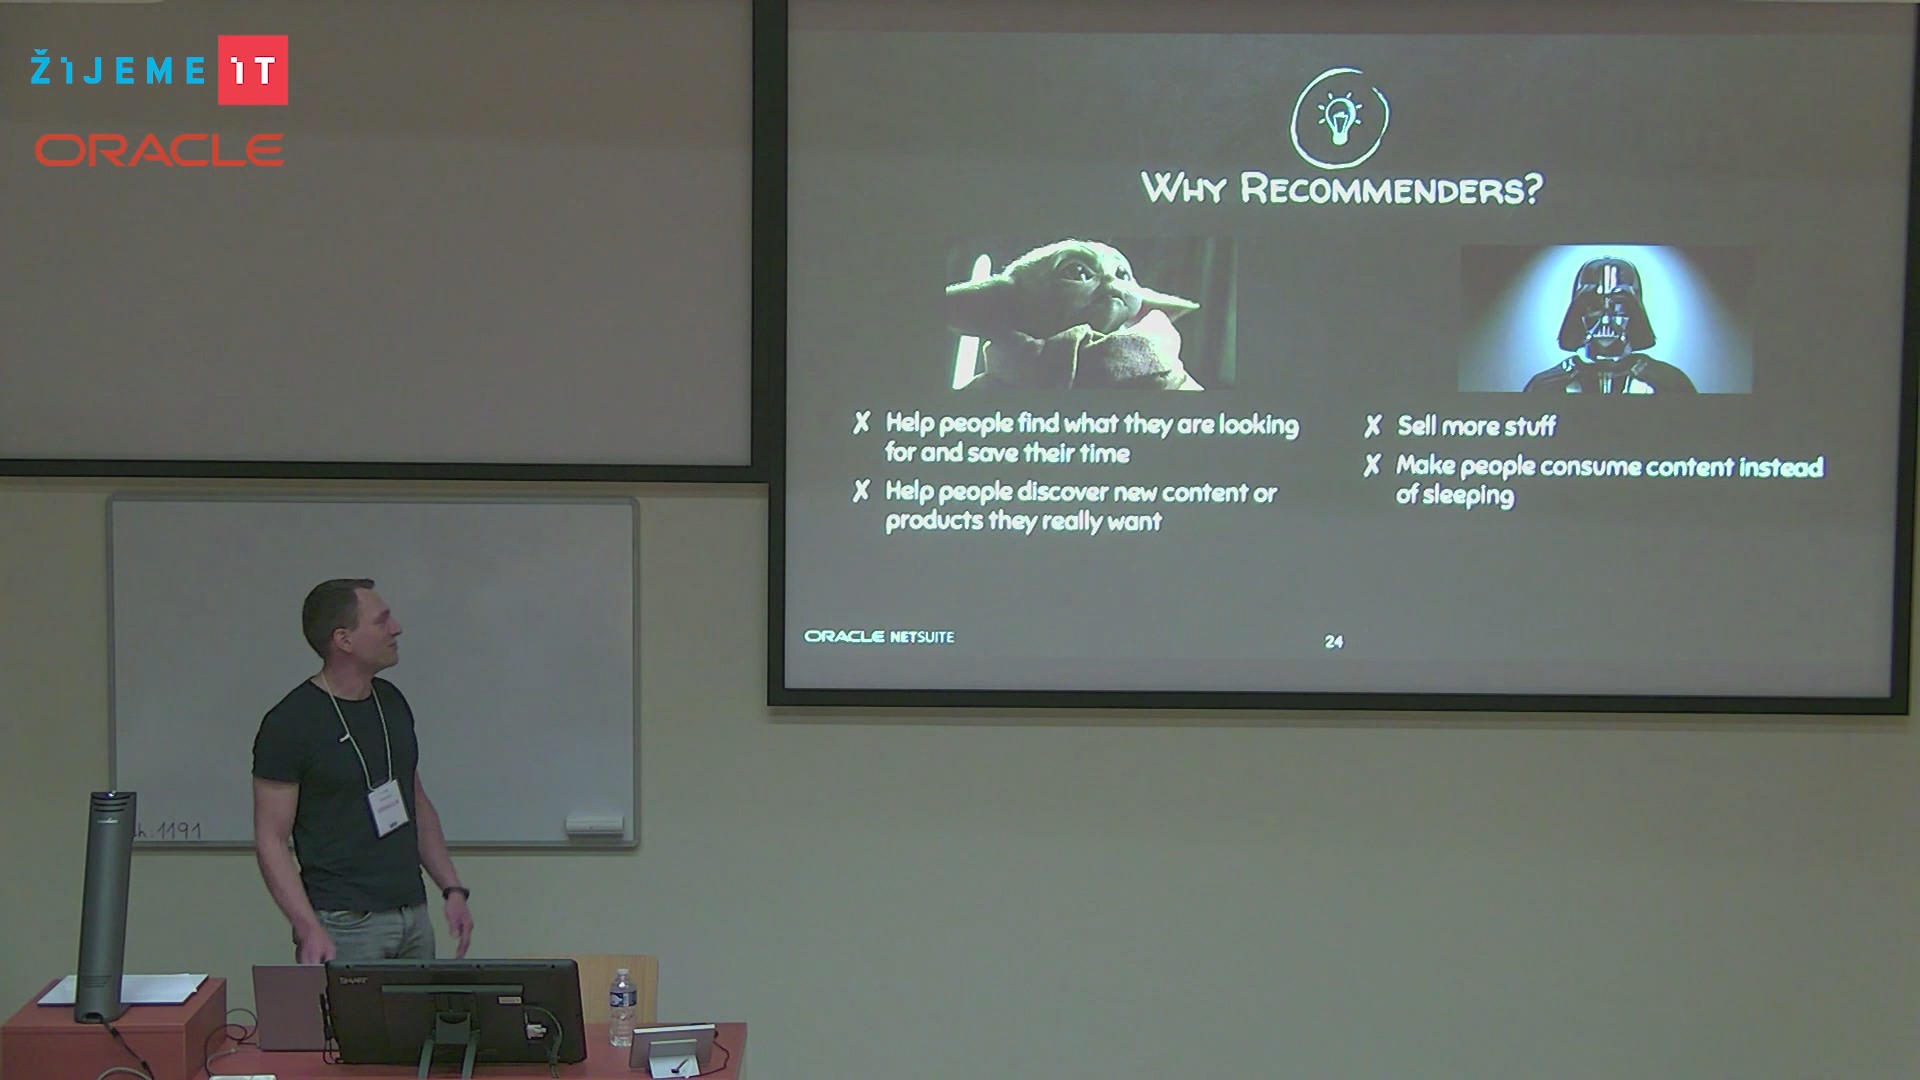 ŽIJEME IT
ORACLE
WHY RECOMMENDERS?
✗ Help people find what they are looking
for and save their time
✗ Help people discover new content or
products they really want
✗ Sell more stuff
✗ Make people consume content instead
of sleeping
ORACLE NETSUITE
24
1191
SMART